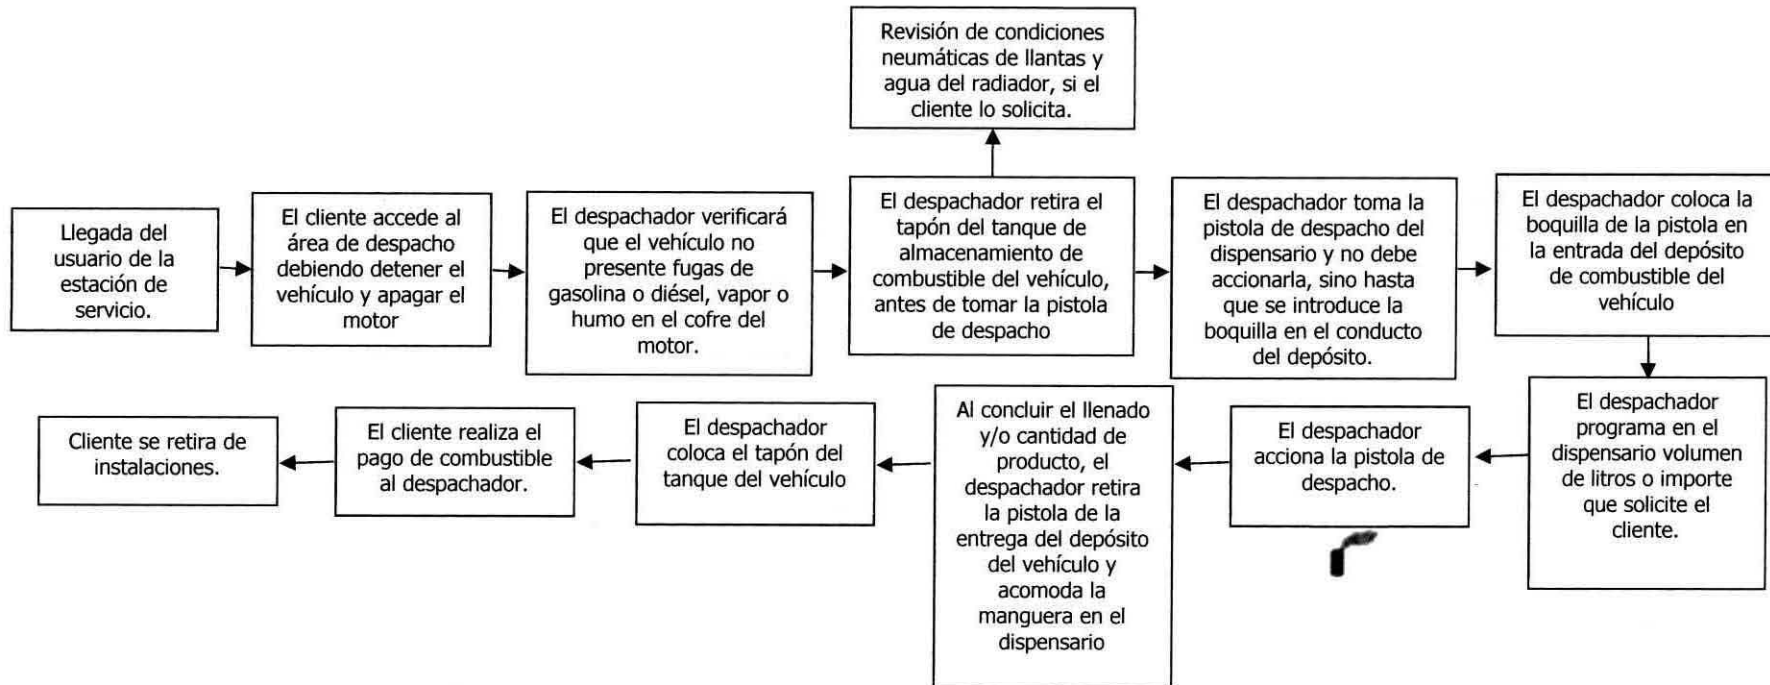 Revisión de condiciones
neumáticas de llantas y
agua del radiador, si el
cliente lo solicita.
Llegada del
usuario de la
estación de
servicio.
El cliente accede al
área de despacho
debiendo detener el
vehículo y apagar el
motor
El despachador verificará
que el vehículo no
presente fugas de
gasolina o diésel, vapor o
humo en el cofre del
motor.
El despachador retira el
tapón del tanque de
almacenamiento de
combustible del vehículo,
antes de tomar la pistola
de despacho
El despachador toma la
pistola de despacho del
dispensario y no debe
accionarla, sino hasta
que se introduce la
boquilla en el conducto
del depósito.
El despachador coloca la
boquilla de la pistola en
la entrada del depósito
de combustible del
vehículo
El despachador
programa en el
dispensario volumen
de litros o importe
que solicite el
cliente.
El despachador
acciona la pistola de
despacho.
Al concluir el llenado
y/o cantidad de
producto, el
despachador retira
la pistola de la
entrega del depósito
del vehículo y
acomoda la
manguera en el
dispensario
El despachador
coloca el tapón del
tanque del vehículo
El cliente realiza el
pago de combustible
al despachador.
Cliente se retira de
instalaciones.